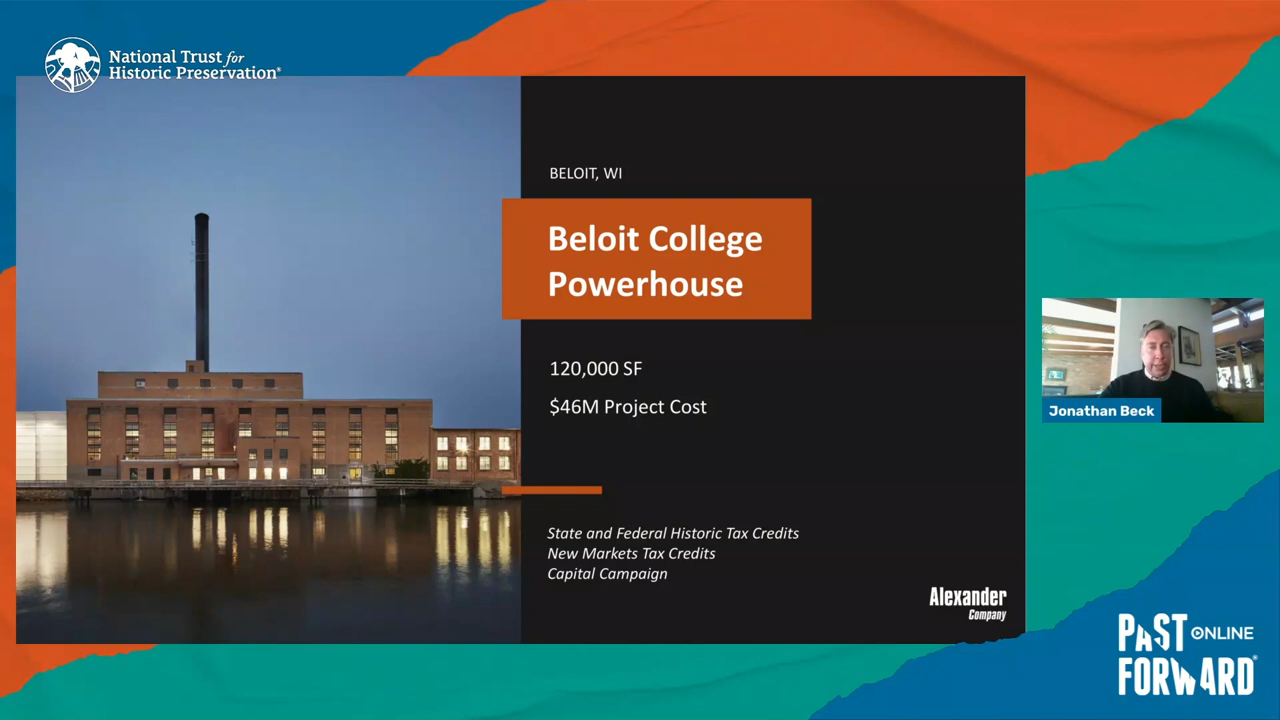 National Trust for
Historic Preservation®
BELOIT, WI
Beloit College
Powerhouse
120,000 SF
$46M Project Cost
State and Federal Historic Tax Credits
New Markets Tax Credits
Capital Campaign
Alexander
Company
Jonathan Beck
PAST ONLINE
FORWARD®